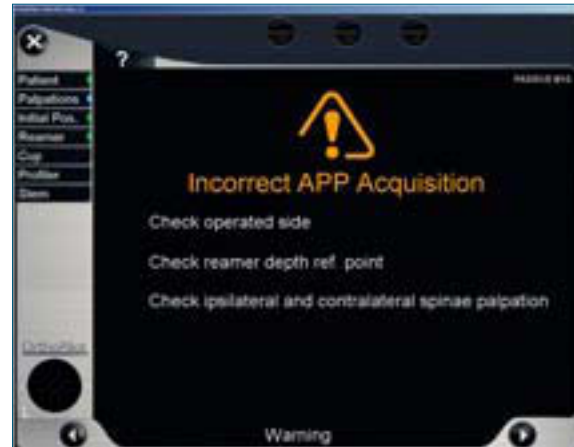 ?
Patient
Palpations
Initial Pos.
Reamer
Cup
Profiler
Stem
Incorrect APP Acquisition
Check operated side
Check reamer depth ref. point
Check ipsilateral and contralateral spinae palpation
OrthoPilot
Warning